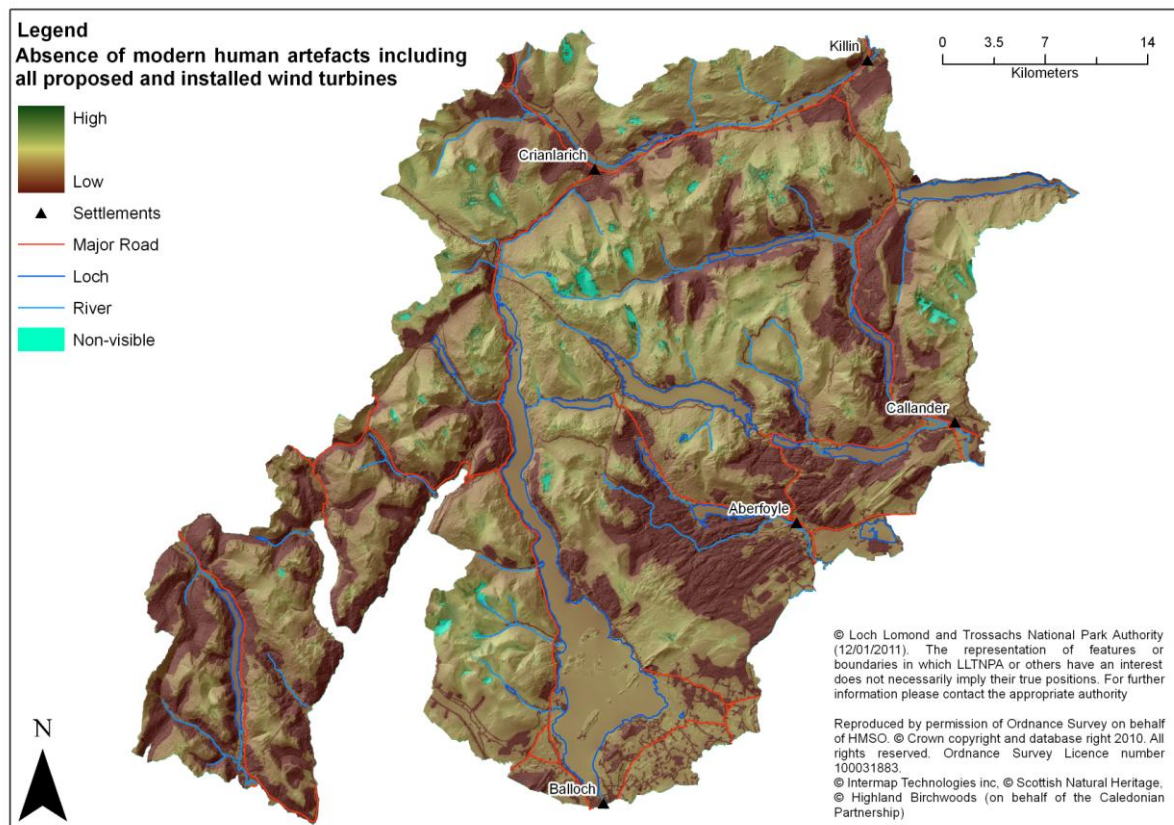 Legend
Absence of modern human artefacts including
all proposed and installed wind turbines
High
Low
Settlements
Major Road
Loch
River
Non-visible
Killin
0 3.5 7 14
Kilometers
Crianlarich
Callander
Aberfoyle
Balloch
N
© Loch Lomond and Trossachs National Park Authority
(12/01/2011). The representation of features or
boundaries in which LLTNPA or others have an interest
does not necessarily imply their true positions. For further
information please contact the appropriate authority
Reproduced by permission of Ordnance Survey on behalf
of HMSO. © Crown copyright and database right 2010. All
rights reserved. Ordnance Survey Licence number
100031883.
© Intermap Technologies inc, © Scottish Natural Heritage,
© Highland Birchwoods (on behalf of the Caledonian
Partnership)